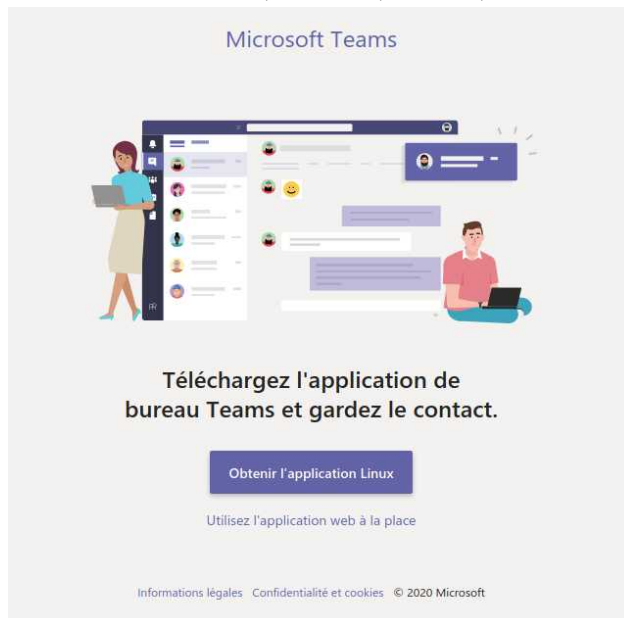 Microsoft Teams
Téléchargez l'application de
bureau Teams et gardez le contact.
Obtenir l'application Linux
Utilisez l'application web à la place
Informations légales Confidentialité et cookies © 2020 Microsoft